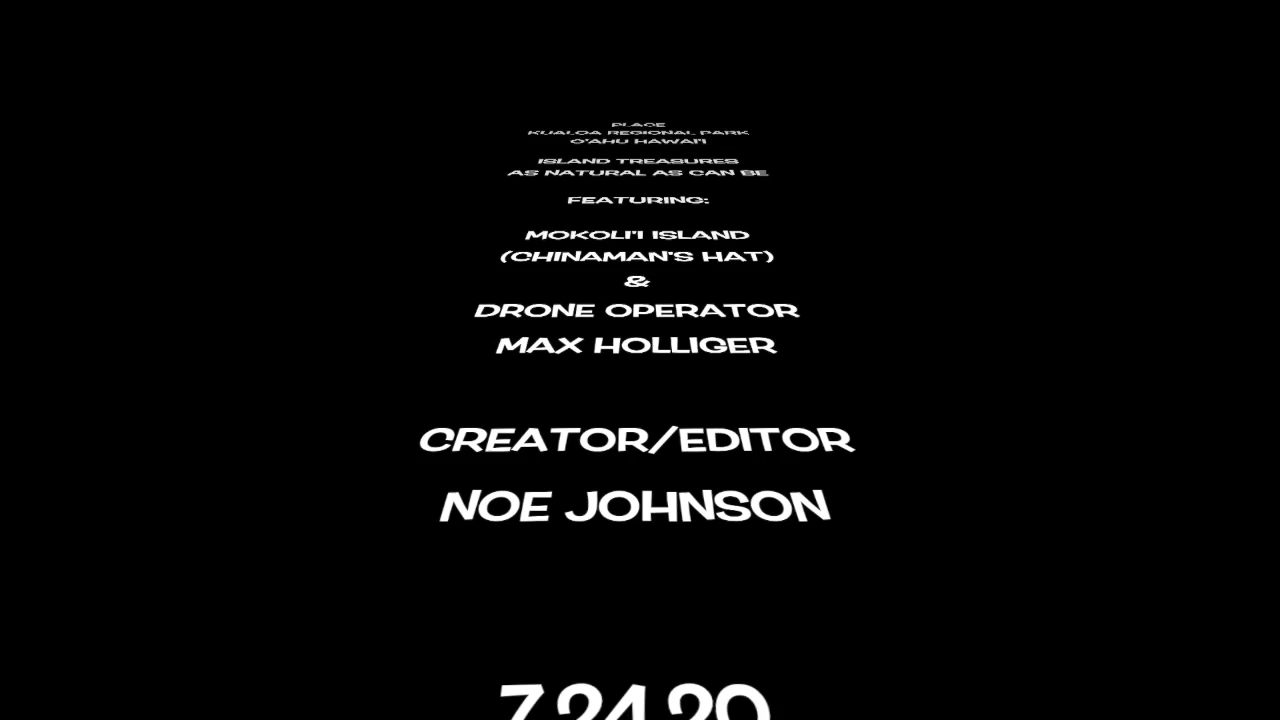 PLACE
KUALOA REGIONAL PARK
O'AHU HAWAI'I
ISLAND TREASURES
AS NATURAL AS CAN BE
FEATURING:
MOKOLI'I ISLAND
(CHINAMAN'S HAT)
&
DRONE OPERATOR
MAX HOLLIGER
CREATOR/EDITOR
NOE JOHNSON
7.24.20